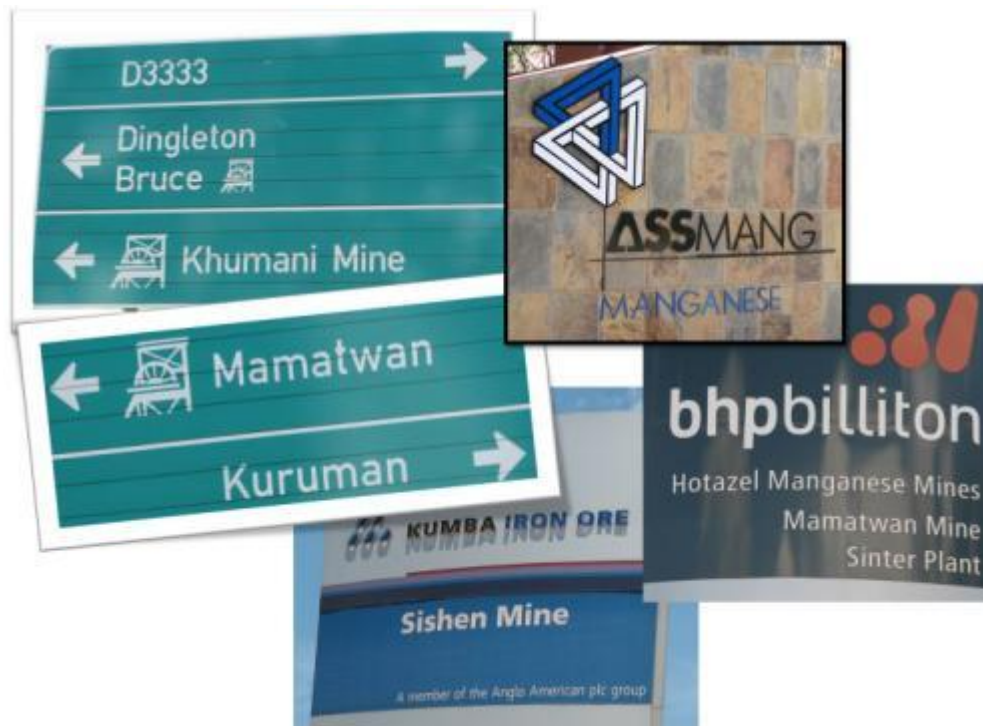 D3333
Dingleton
Bruce
Khumani Mine
Mamatwan
Kuruman
ASSMANG
MANGANESE
bhpbilliton
Hotazel Manganese Mines
Mamatwan Mine
Sinter Plant
KUMBA IRON ORE
Sishen Mine
A member of the Anglo American plc group